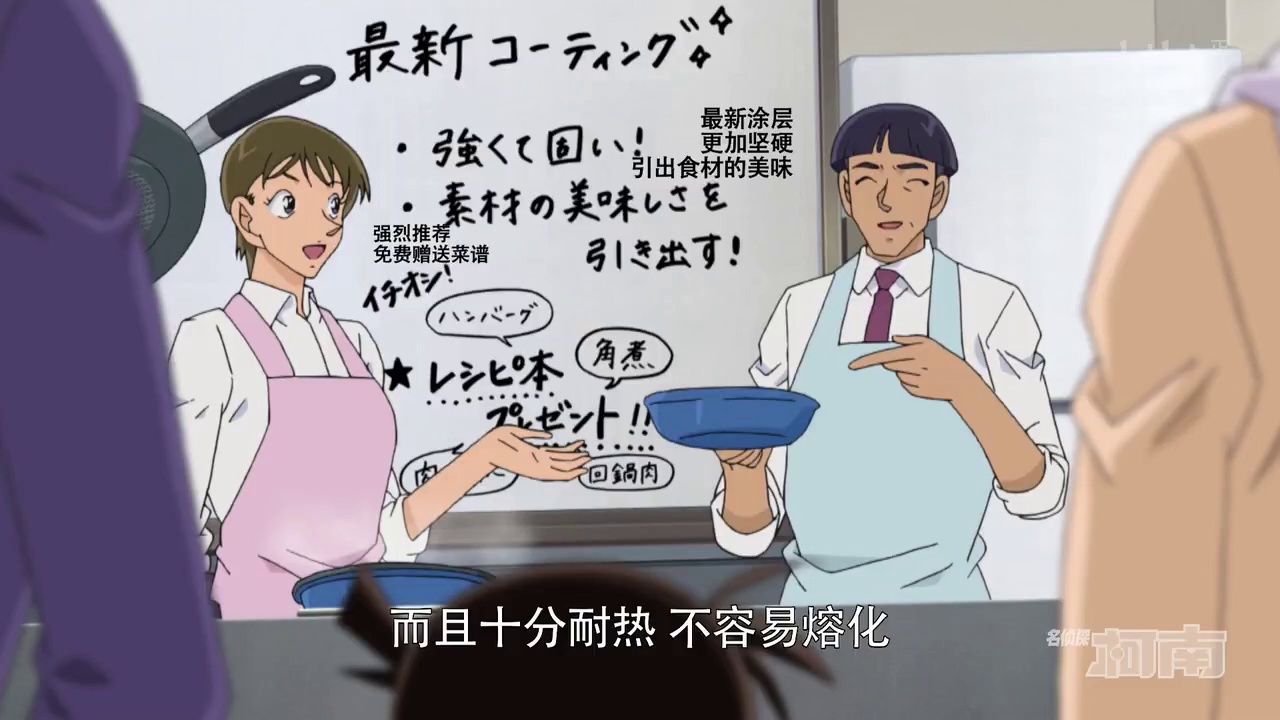 最新コーティング
最新涂层
・強くて固い!
更加坚硬
引出食材的美味
・素材の美味しさを
引き出す!
强烈推荐
免费赠送菜谱
イチオシ!
ハンバーグ
角煮
★レシピ本
プレゼント!!
肉
回鍋肉
而且十分耐热 不容易熔化
名侦探
柯南